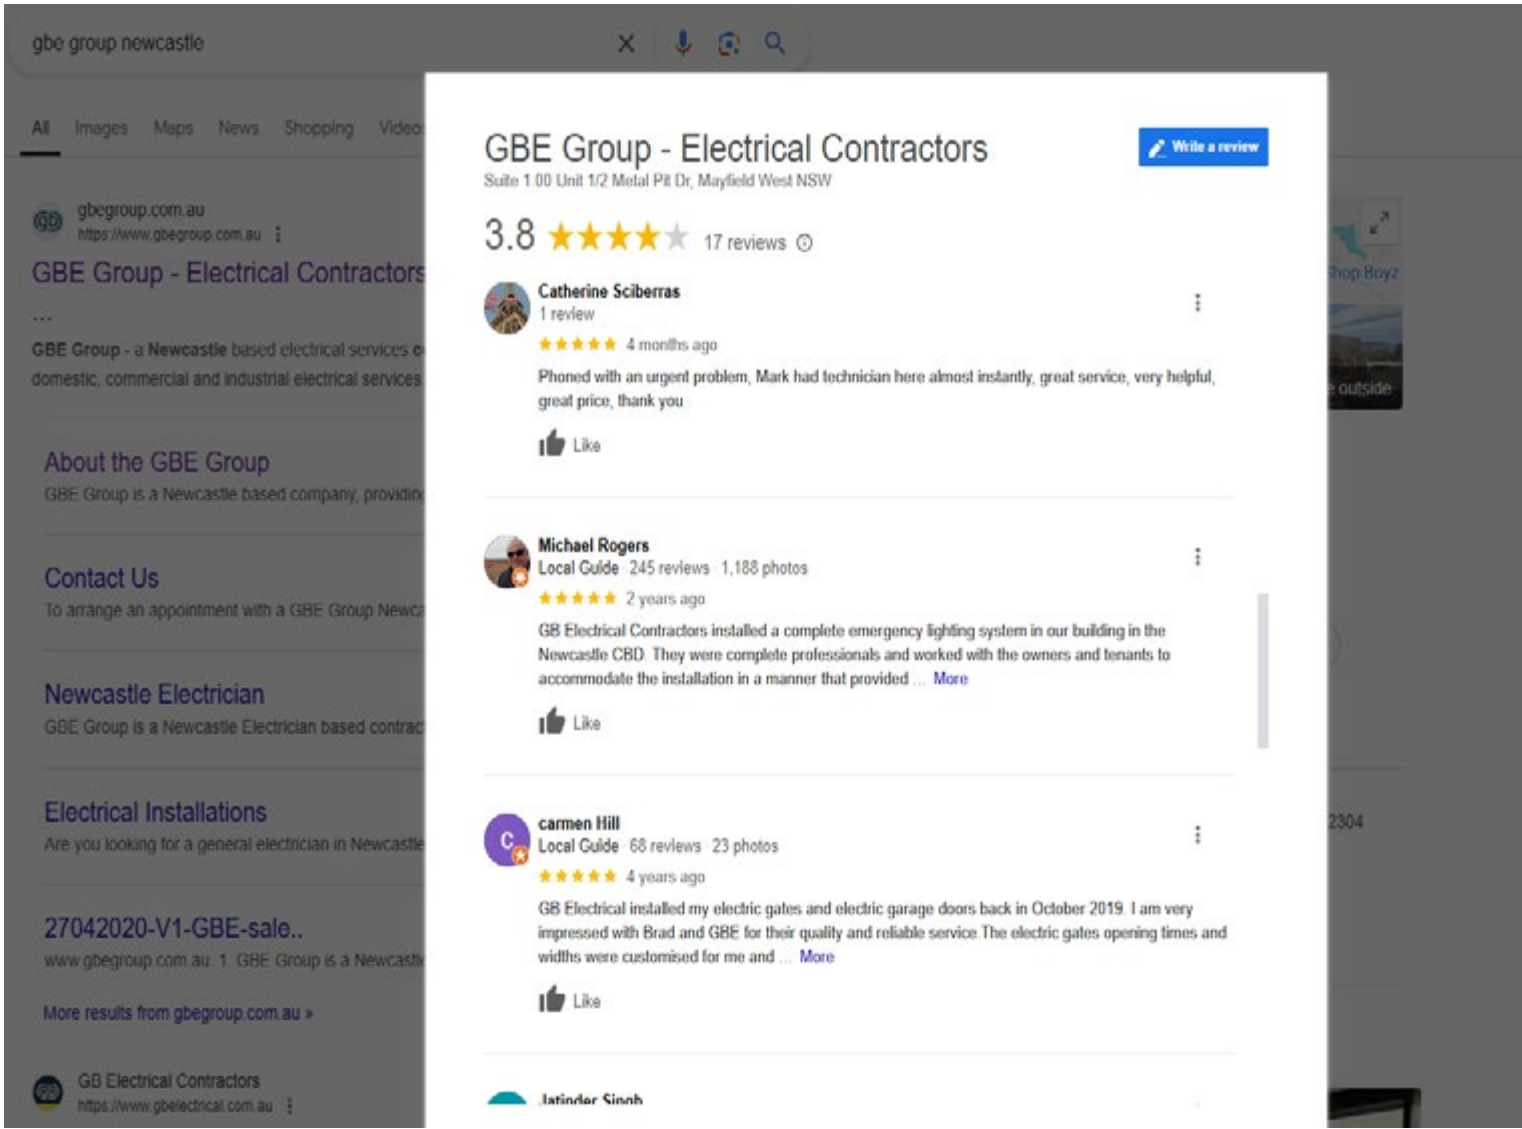 gbe group newcastle
All Images Maps News Shopping Video
gbegroup.com.au
https://www.gbegroup.com.au
GBE Group - Electrical Contractors
...
GBE Group - a Newcastle based electrical services
domestic, commercial and industrial electrical services
About the GBE Group
GBE Group is a Newcastle based company, providing
Contact Us
To arrange an appointment with a GBE Group
Newcastle Electrician
GBE Group is a Newcastle Electrician based
Electrical Installations
Are you looking for a general electrician in Newcastle
27042020-V1-GBE-sale..
www.gbegroup.com.au. 1. GBE Group is a
More results from gbegroup.com.au »
GB Electrical Contractors
https://www.gbelectrical.com.au
GBE Group - Electrical Contractors
Write a review
Suite 1.00 Unit 1/2 Metal Pit Dr, Mayfield West NSW
3.8 17 reviews
Catherine Sciberras
1 review
4 months ago
Phoned with an urgent problem, Mark had technician here almost instantly, great service, very helpful,
great price, thank you
Like
Michael Rogers
Local Guide · 245 reviews · 1,188 photos
2 years ago
GB Electrical Contractors installed a complete emergency lighting system in our building in the
Newcastle CBD. They were complete professionals and worked with the owners and tenants to
accommodate the installation in a manner that provided ... More
Like
C
carmen Hill
Local Guide · 68 reviews · 23 photos
4 years ago
GB Electrical installed my electric gates and electric garage doors back in October 2019. I am very
impressed with Brad and GBE for their quality and reliable service.The electric gates opening times and
widths were customised for me and ... More
Like
Jatinder Singh
hop Boyz
outside
2304